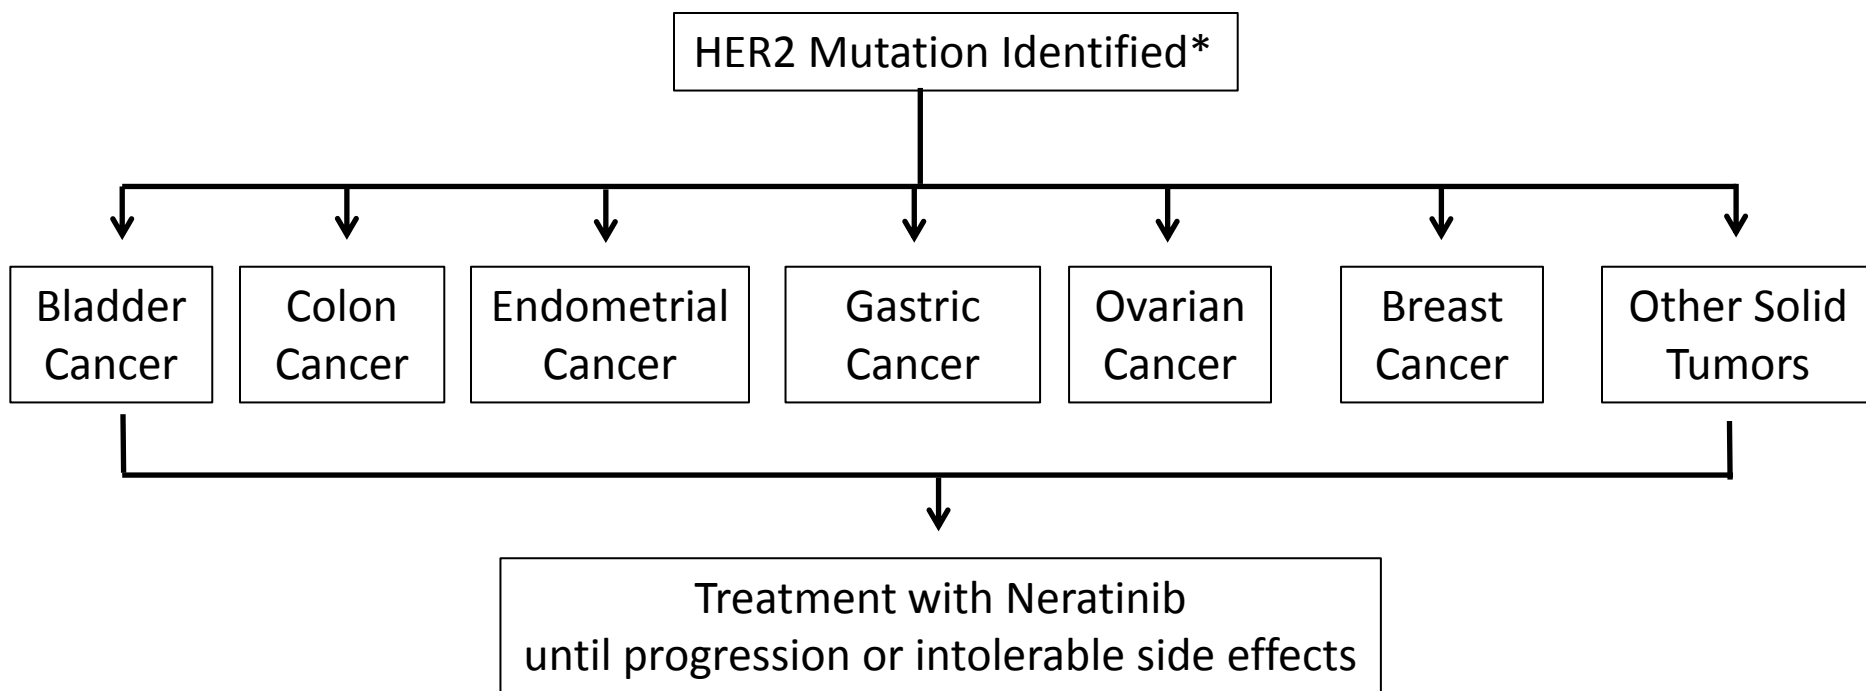 HER2 Mutation Identified*
Bladder
Cancer
Colon
Cancer
Endometrial
Cancer
Gastric
Cancer
Ovarian
Cancer
Breast
Cancer
Other Solid
Tumors
Treatment with Neratinib
until progression or intolerable side effects